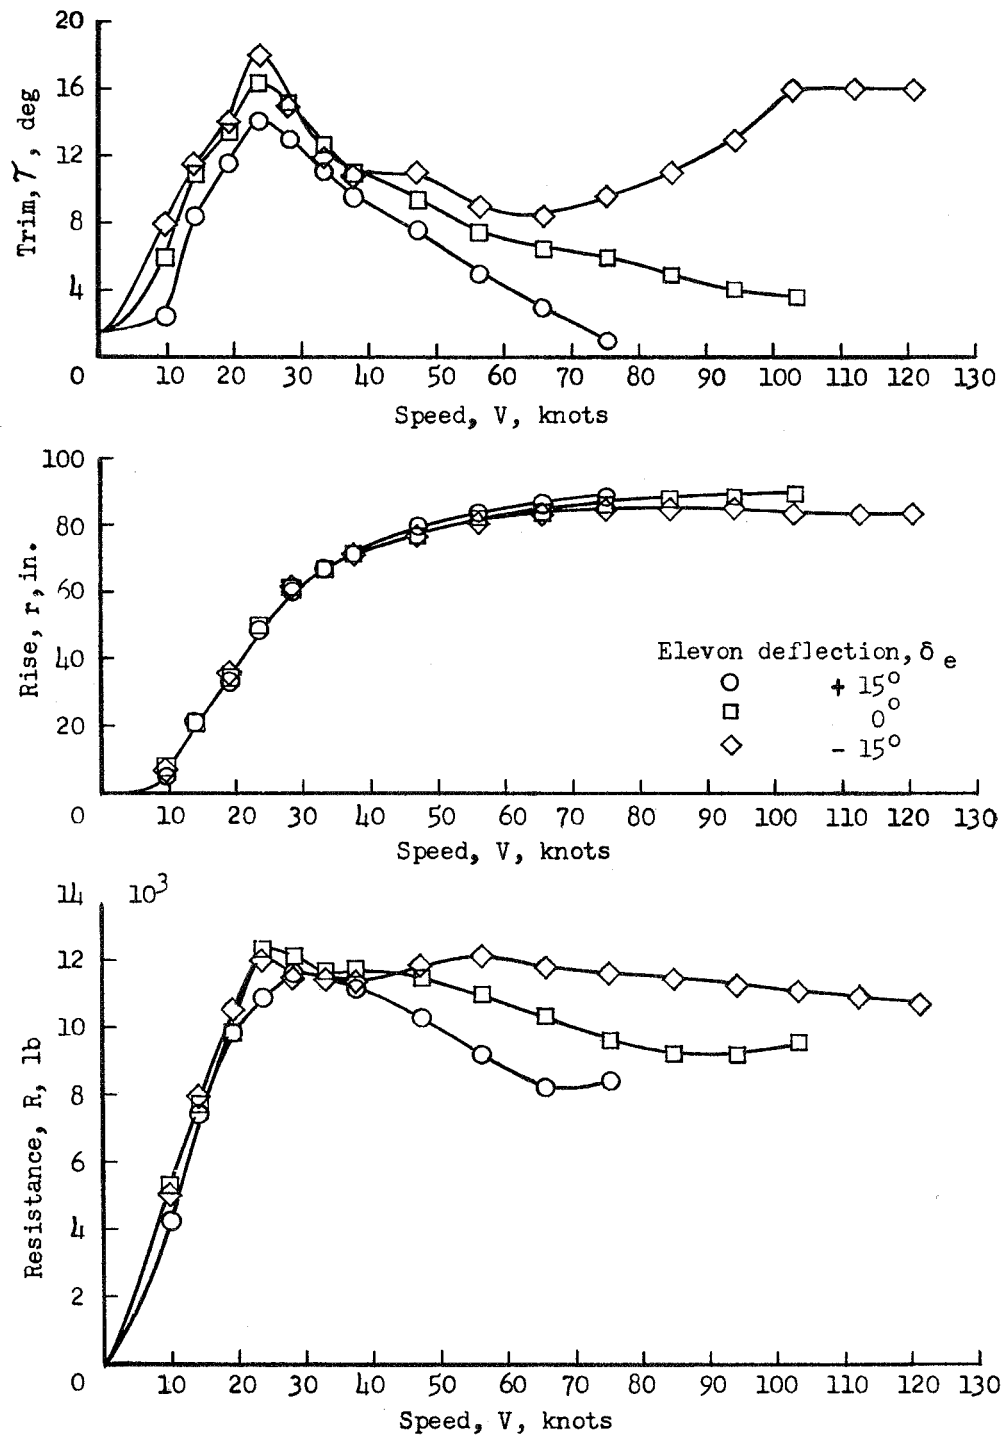 20
16
12
8
4
Trim, τ, deg
0 10 20 30 40 50 60 70 80 90 100 110 120 130
Speed, V, knots
100
80
60
40
20
Rise, r, in.
Elevon deflection, δe
+ 15°
0°
- 15°
0 10 20 30 40 50 60 70 80 90 100 110 120 130
Speed, V, knots
14 10³
12
10
8
6
4
2
Resistance, R, lb
0 10 20 30 40 50 60 70 80 90 100 110 120 130
Speed, V, knots